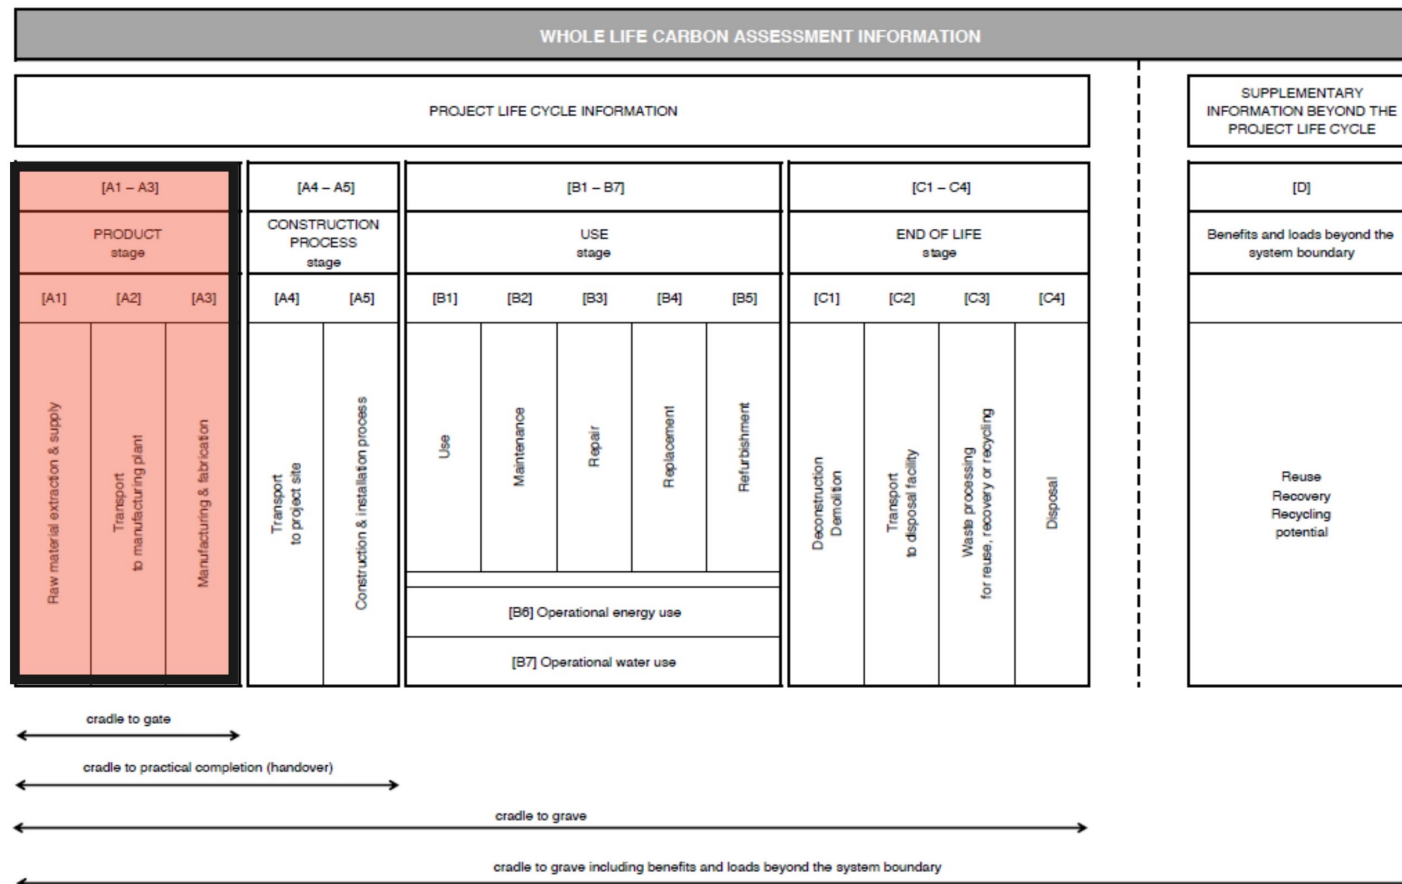 WHOLE LIFE CARBON ASSESSMENT INFORMATION
PROJECT LIFE CYCLE INFORMATION
SUPPLEMENTARY
INFORMATION BEYOND THE
PROJECT LIFE CYCLE
[A1 – A3]
[A4 – A5]
[B1 – B7]
[C1 – C4]
[D]
PRODUCT
stage
CONSTRUCTION
PROCESS
stage
USE
stage
END OF LIFE
stage
Benefits and loads beyond the
system boundary
[A1]
[A2]
[A3]
[A4]
[A5]
[B1]
[B2]
[B3]
[B4]
[B5]
[C1]
[C2]
[C3]
[C4]
Raw material extraction & supply
Transport
to manufacturing plant
Manufacturing & fabrication
Transport
to project site
Construction & installation process
Use
Maintenance
Repair
Replacement
Refurbishment
Deconstruction
Demolition
Transport
to disposal facility
Waste processing
for reuse, recovery or recycling
Disposal
Reuse
Recovery
Recycling
potential
[B6] Operational energy use
[B7] Operational water use
cradle to gate
cradle to practical completion (handover)
cradle to grave
cradle to grave including benefits and loads beyond the system boundary